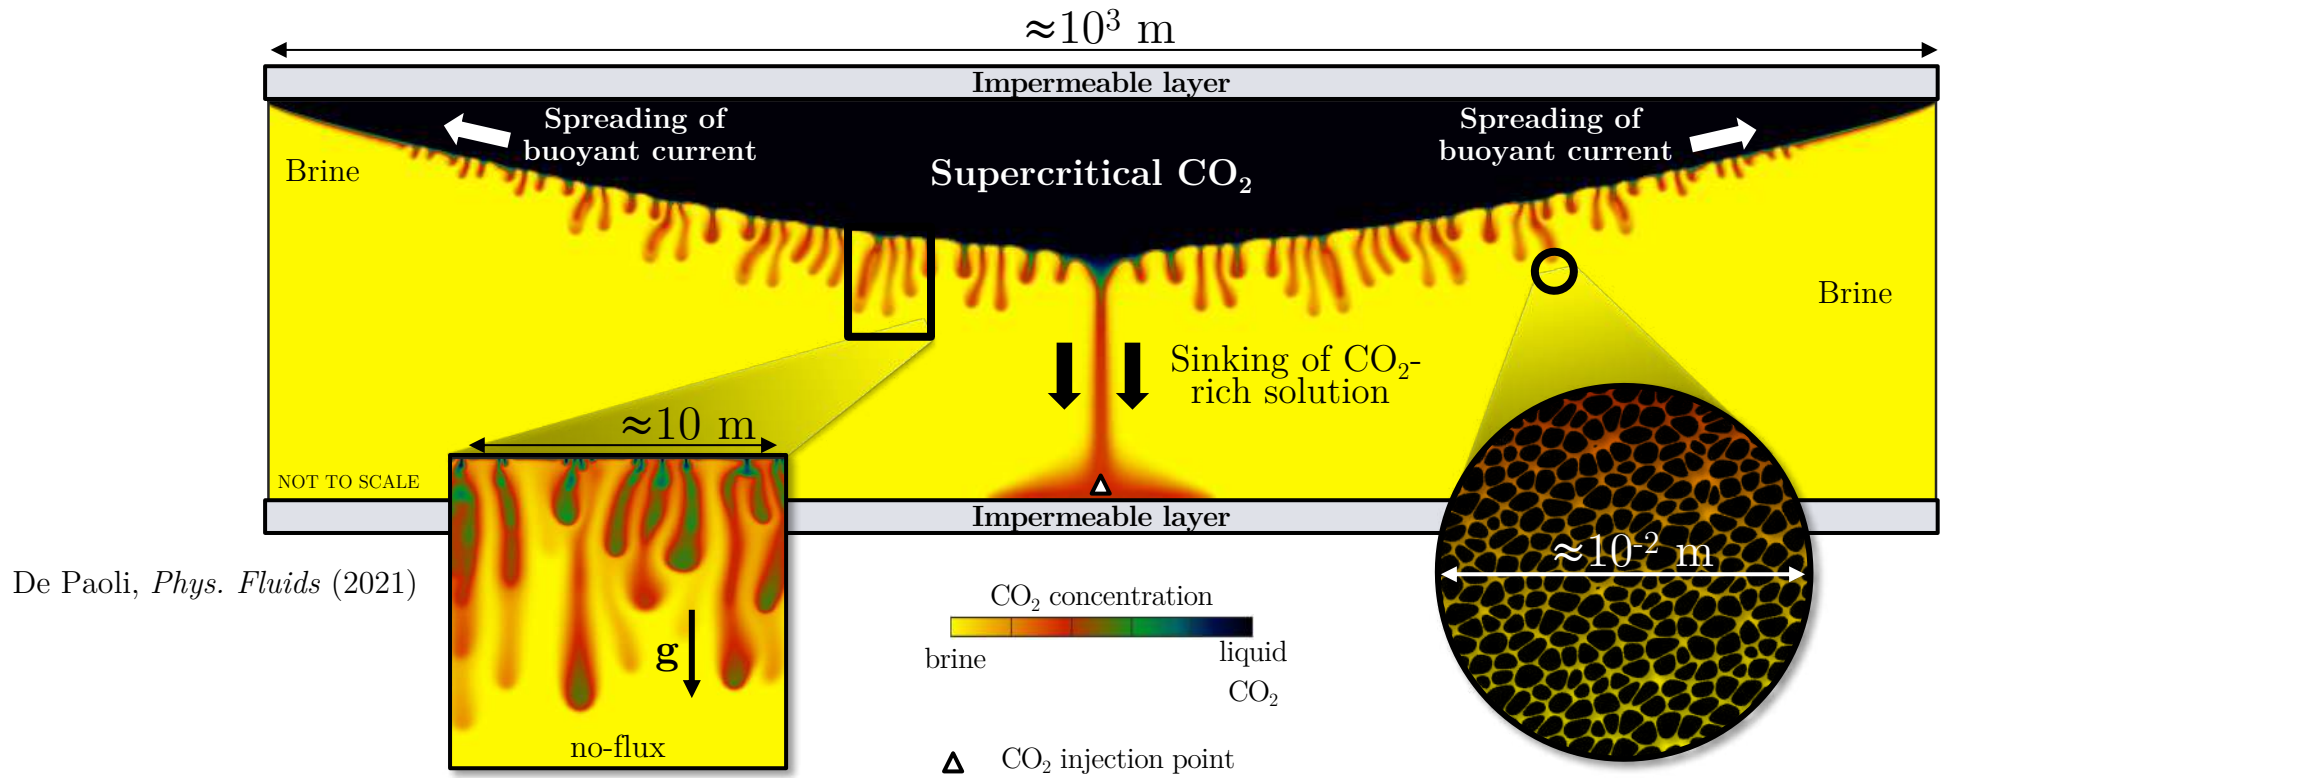 ≈10³ m
Impermeable layer
Spreading of
buoyant current
Spreading of
buoyant current
Brine
Supercritical CO₂
Brine
Sinking of CO₂-
rich solution
≈10 m
NOT TO SCALE
Impermeable layer
≈10⁻² m
De Paoli, Phys. Fluids (2021)
CO₂ concentration
brine
liquid
CO₂
g
no-flux
CO₂ injection point